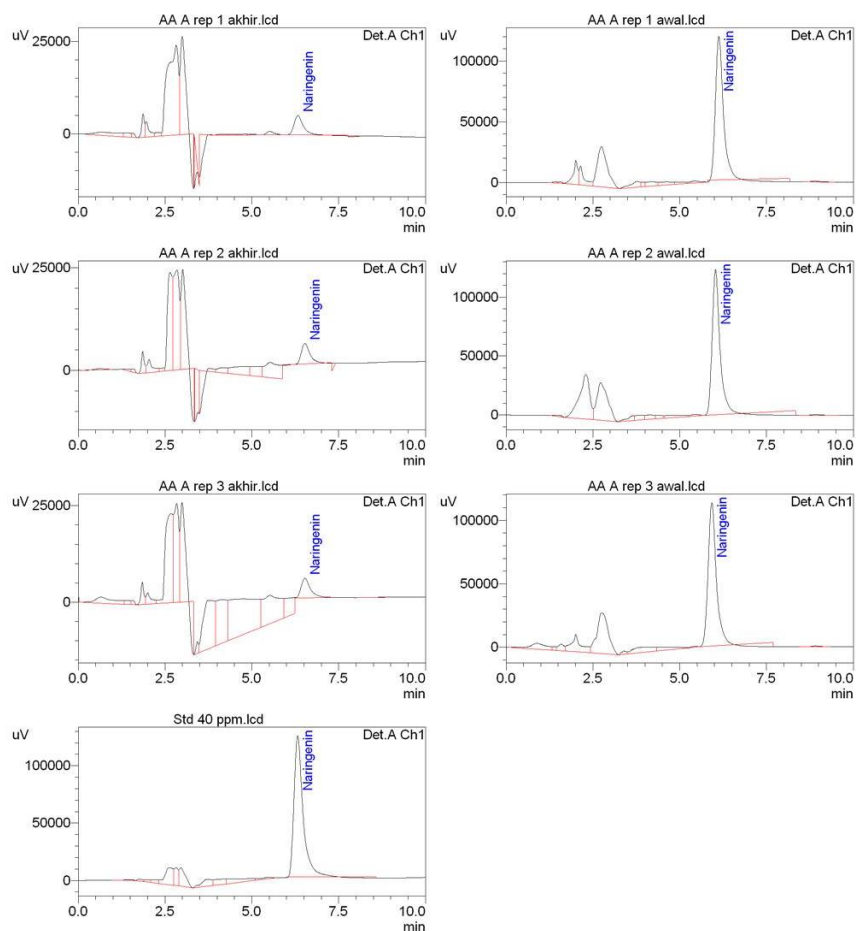 AA A rep 1 akhir.lcd
uV
Det.A Ch1
25000
Naringenin
0
0.0 2.5 5.0 7.5 10.0
min
AA A rep 1 awal.lcd
uV
Det.A Ch1
100000
Naringenin
50000
0
0.0 2.5 5.0 7.5 10.0
min
AA A rep 2 akhir.lcd
uV
Det.A Ch1
25000
Naringenin
0
0.0 2.5 5.0 7.5 10.0
min
AA A rep 2 awal.lcd
uV
Det.A Ch1
100000
Naringenin
50000
0
0.0 2.5 5.0 7.5 10.0
min
AA A rep 3 akhir.lcd
uV
Det.A Ch1
25000
Naringenin
0
0.0 2.5 5.0 7.5 10.0
min
AA A rep 3 awal.lcd
uV
Det.A Ch1
100000
Naringenin
50000
0
0.0 2.5 5.0 7.5 10.0
min
Std 40 ppm.lcd
uV
Det.A Ch1
100000
Naringenin
50000
0
0.0 2.5 5.0 7.5 10.0
min